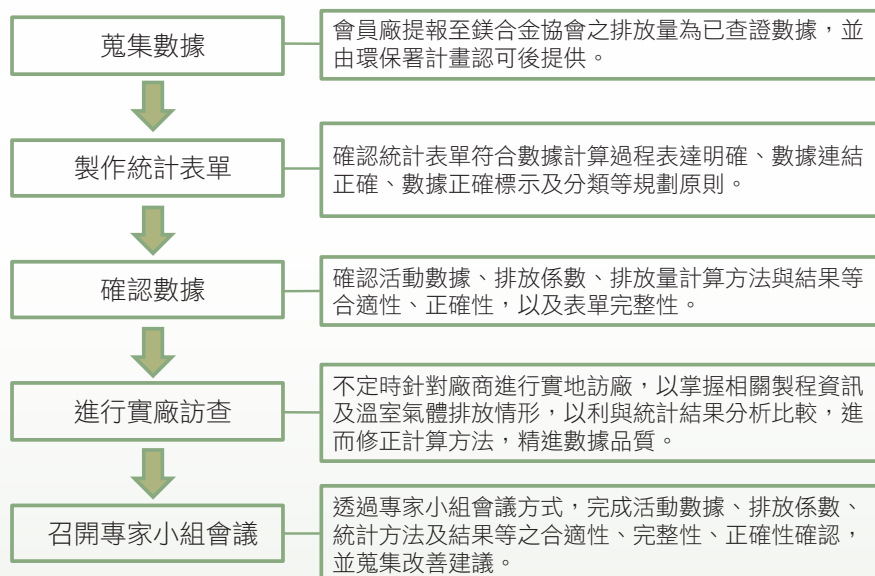 蒐集數據
會員廠提報至鎂合金協會之排放量為已查證數據，並
由環保署計畫認可後提供。
製作統計表單
確認統計表單符合數據計算過程表達明確、數據連結
正確、數據正確標示及分類等規劃原則。
確認數據
確認活動數據、排放係數、排放量計算方法與結果等
合適性、正確性，以及表單完整性。
進行實廠訪查
不定時針對廠商進行實地訪廠，以掌握相關製程資訊
及溫室氣體排放情形，以利與統計結果分析比較，進
而修正計算方法，精進數據品質。
召開專家小組會議
透過專家小組會議方式，完成活動數據、排放係數、
統計方法及結果等之合適性、完整性、正確性確認，
並蒐集改善建議。